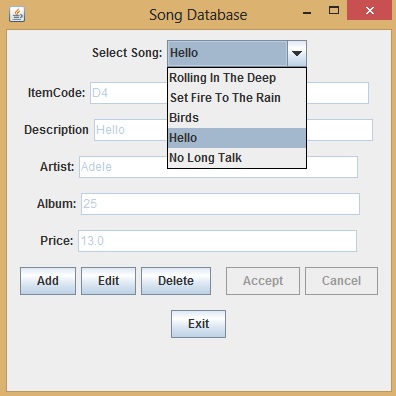 Song Database
Select Song: Hello
Rolling In The Deep
Set Fire To The Rain
Birds
Hello
No Long Talk
ItemCode: D4
Description Hello
Artist: Adele
Album: 25
Price: 13.0
Add Edit Delete Accept Cancel
Exit